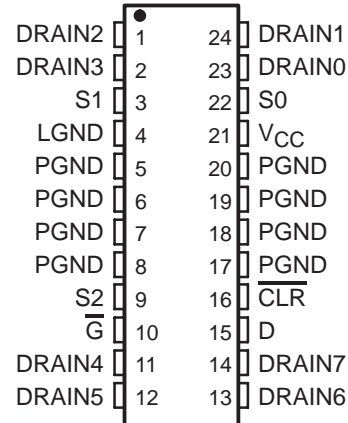 DRAIN2 1 24 DRAIN1
DRAIN3 2 23 DRAIN0
S1 3 22 S0
LGND 4 21 VCC
PGND 5 20 PGND
PGND 6 19 PGND
PGND 7 18 PGND
PGND 8 17 PGND
S2 9 16 C̅L̅R̅
G̅ 10 15 D
DRAIN4 11 14 DRAIN7
DRAIN5 12 13 DRAIN6